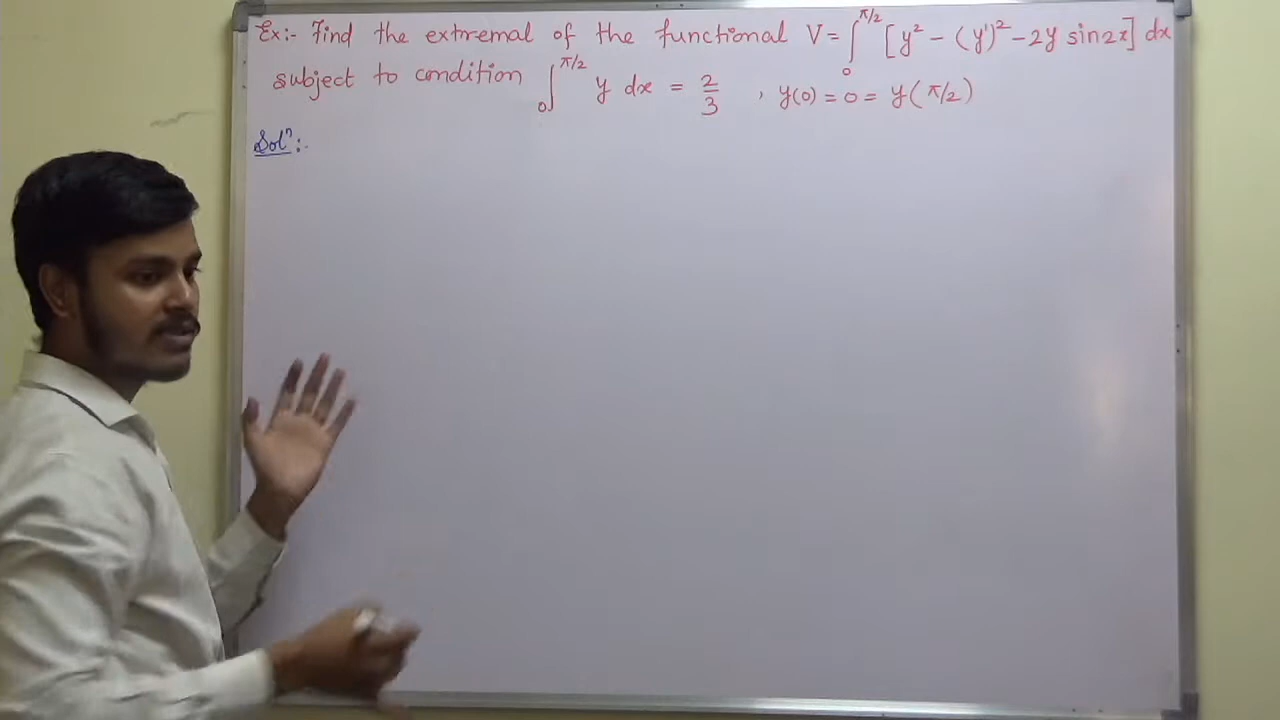 Ex:- Find the extremal of the functional V = ∫₀^{π/2} [y² - (y')² - 2y sin2x] dx
subject to condition ∫₀^{π/2} y dx = 2/3 , y(0) = 0 = y(π/2)
Solⁿ:-